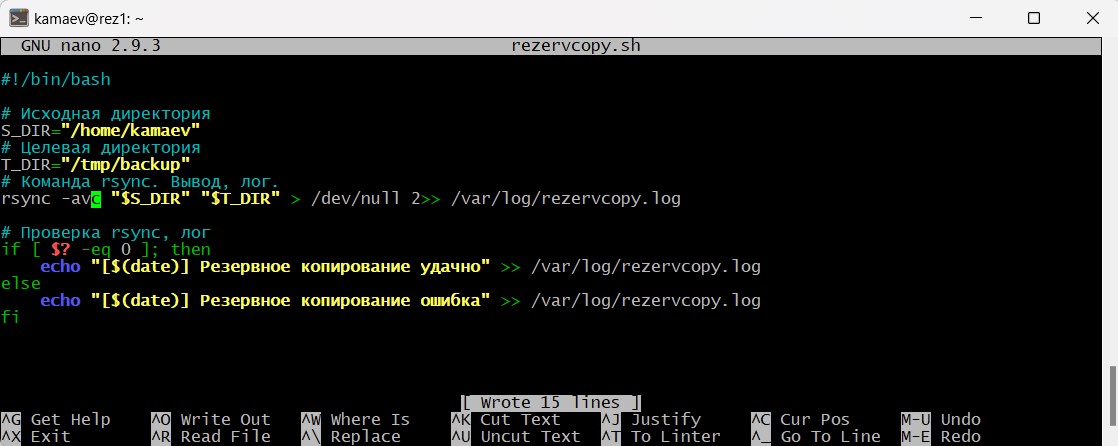 kamaev@rez1: ~
GNU nano 2.9.3 rezervcopy.sh
#!/bin/bash
# Исходная директория
S_DIR="/home/kamaev"
# Целевая директория
T_DIR="/tmp/backup"
# Команда rsync. Вывод, лог.
rsync -avc "$S_DIR" "$T_DIR" > /dev/null 2>> /var/log/rezervcopy.log
# Проверка rsync, лог
if [ $? -eq 0 ]; then
    echo "[$(date)] Резервное копирование удачно" >> /var/log/rezervcopy.log
else
    echo "[$(date)] Резервное копирование ошибка" >> /var/log/rezervcopy.log
fi
[ Wrote 15 lines ]
^G Get Help ^O Write Out ^W Where Is ^K Cut Text ^J Justify ^C Cur Pos M-U Undo
^X Exit ^R Read File ^\ Replace ^U Uncut Text ^T To Linter ^_ Go To Line M-E Redo